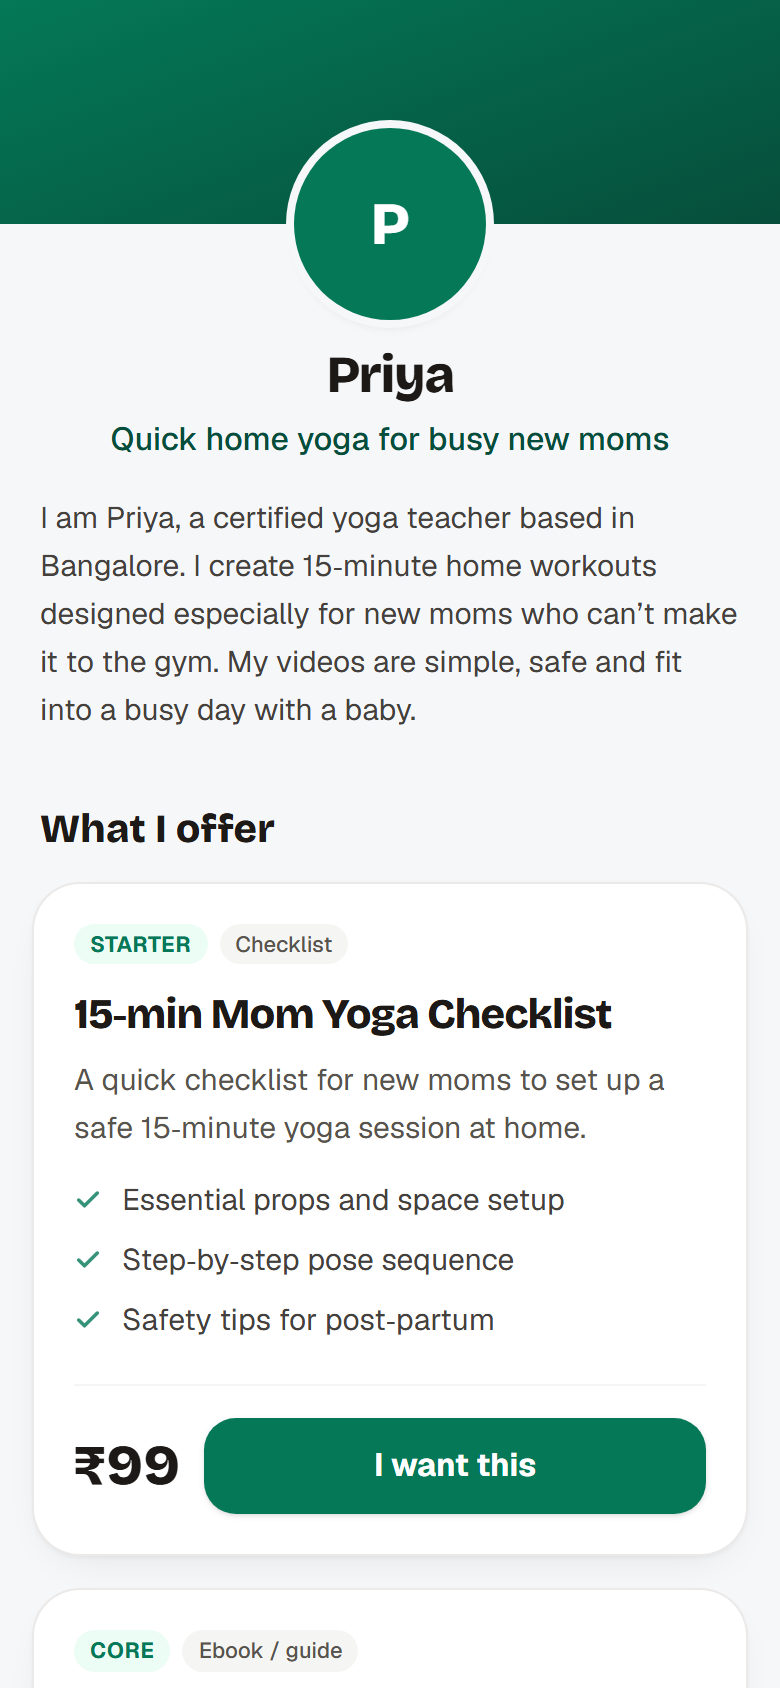 P
Priya
Quick home yoga for busy new moms
I am Priya, a certified yoga teacher based in
Bangalore. I create 15-minute home workouts
designed especially for new moms who can’t make
it to the gym. My videos are simple, safe and fit
into a busy day with a baby.
What I offer
STARTER Checklist
15-min Mom Yoga Checklist
A quick checklist for new moms to set up a
safe 15-minute yoga session at home.
Essential props and space setup
Step-by-step pose sequence
Safety tips for post-partum
₹99 I want this
CORE Ebook / guide